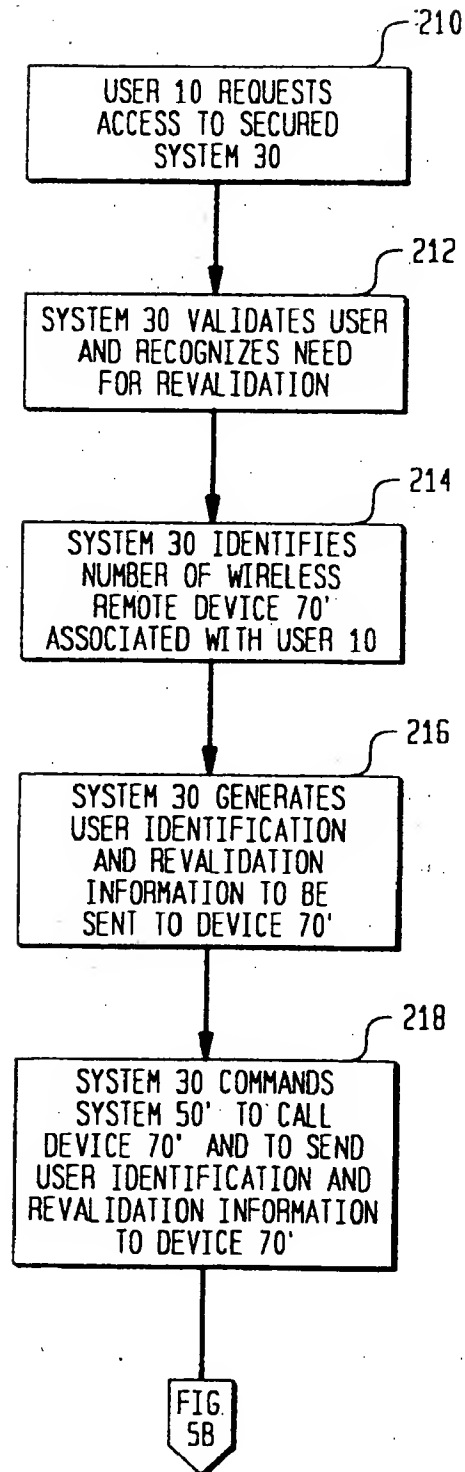 210
USER 10 REQUESTS
ACCESS TO SECURED
SYSTEM 30
212
SYSTEM 30 VALIDATES USER
AND RECOGNIZES NEED
FOR REVALIDATION
214
SYSTEM 30 IDENTIFIES
NUMBER OF WIRELESS
REMOTE DEVICE 70'
ASSOCIATED WITH USER 10
216
SYSTEM 30 GENERATES
USER IDENTIFICATION
AND REVALIDATION
INFORMATION TO BE
SENT TO DEVICE 70'
218
SYSTEM 30 COMMANDS
SYSTEM 50' TO CALL
DEVICE 70' AND TO SEND
USER IDENTIFICATION AND
REVALIDATION INFORMATION
TO DEVICE 70'
FIG.
5B